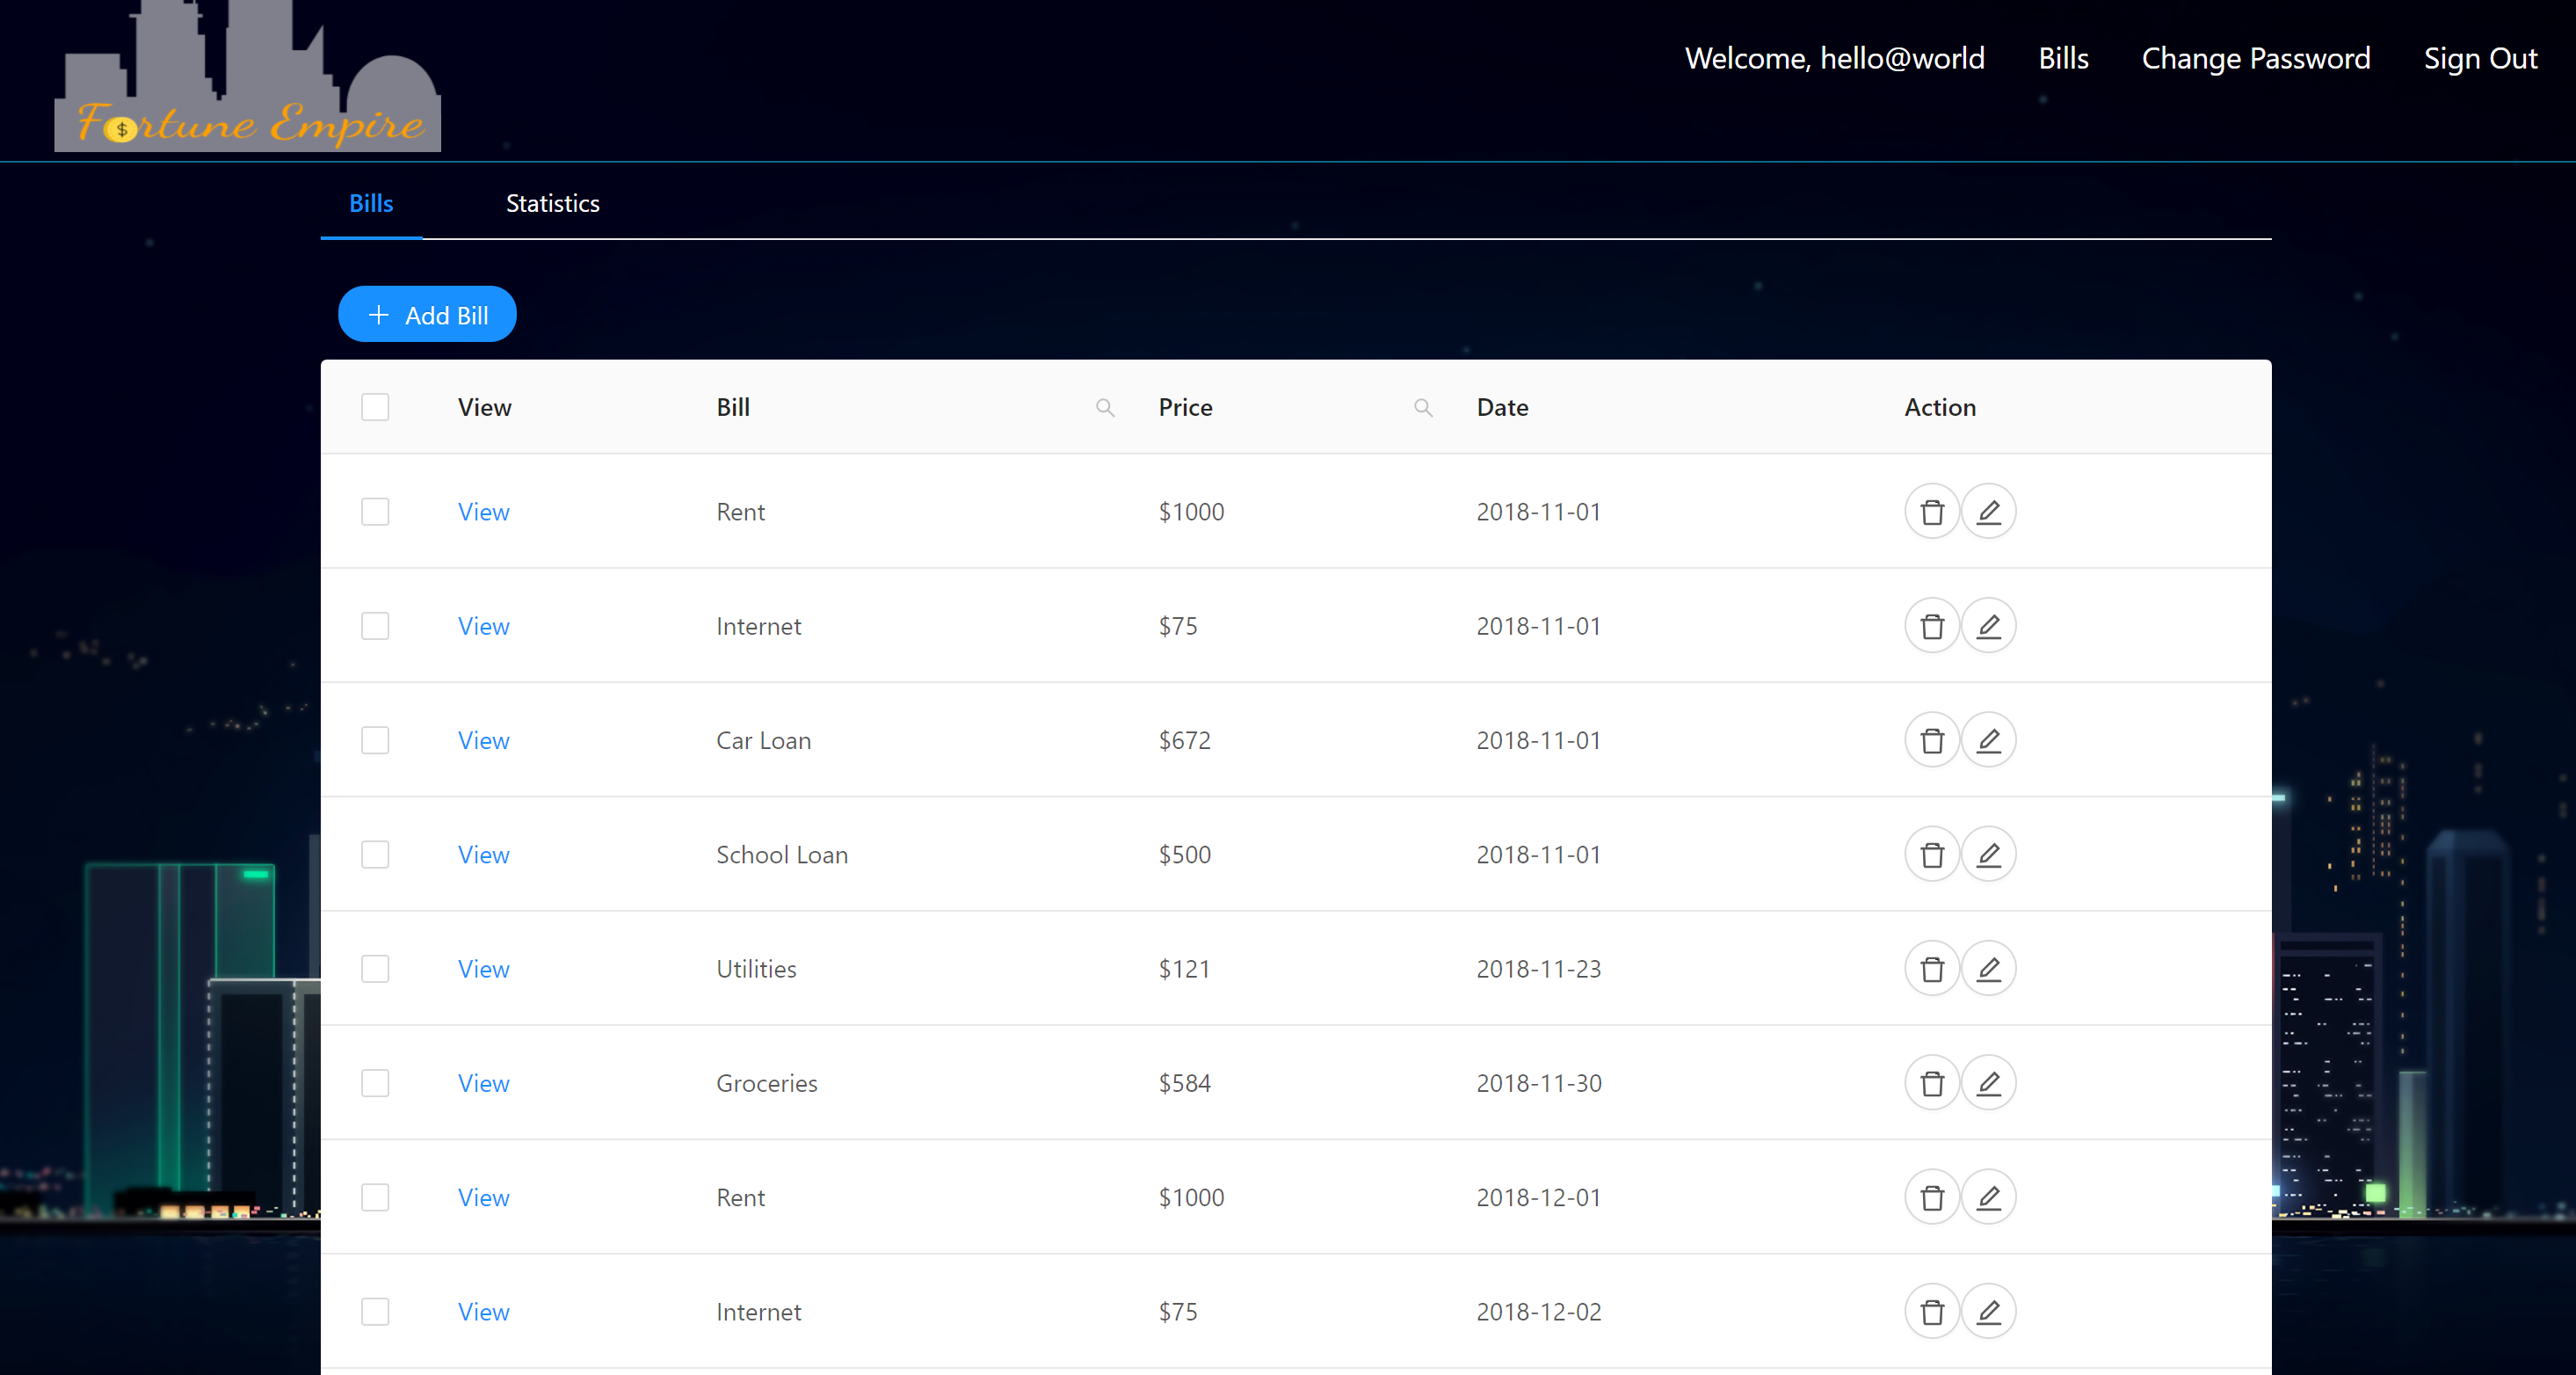 Fortune Empire
Welcome, hello@world Bills Change Password Sign Out
Bills Statistics
+ Add Bill
View Bill Price Date Action
View Rent $1000 2018-11-01
View Internet $75 2018-11-01
View Car Loan $672 2018-11-01
View School Loan $500 2018-11-01
View Utilities $121 2018-11-23
View Groceries $584 2018-11-30
View Rent $1000 2018-12-01
View Internet $75 2018-12-02